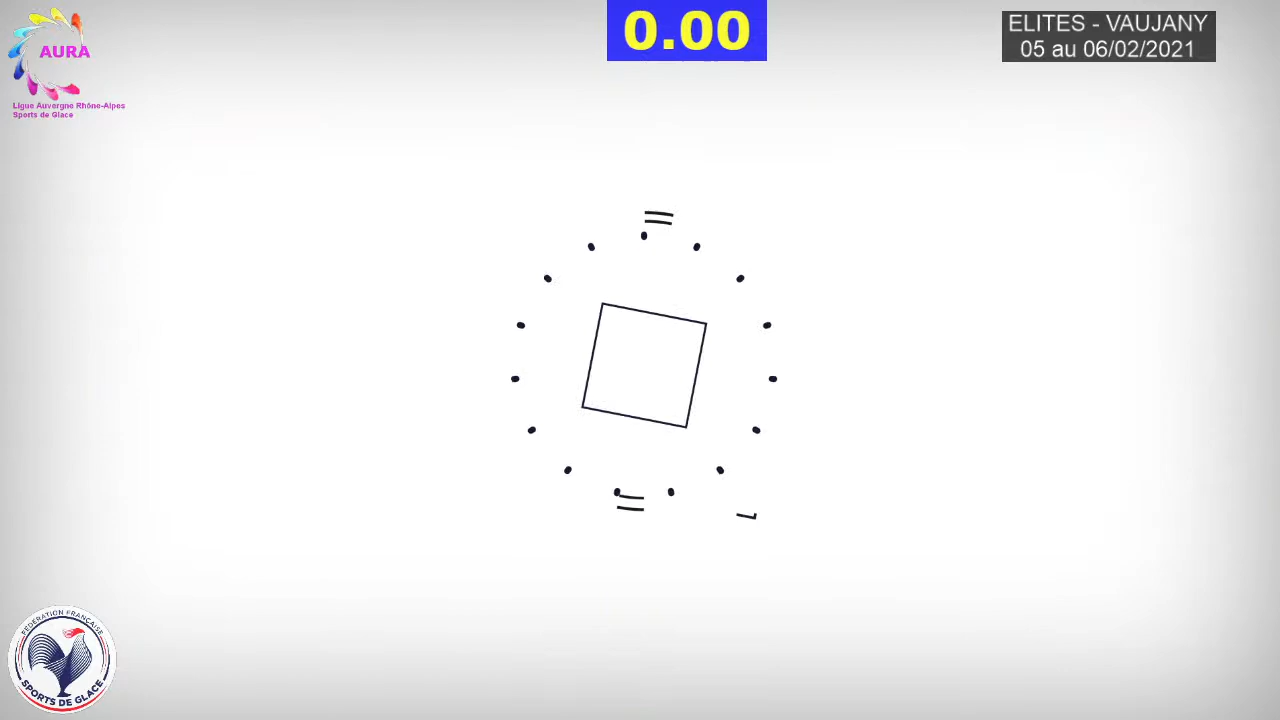 AURA
Ligue Auvergne Rhône-Alpes
Sports de Glace
0.00
ELITES - VAUJANY
05 au 06/02/2021
FÉDÉRATION FRANÇAISE
SPORTS DE GLACE